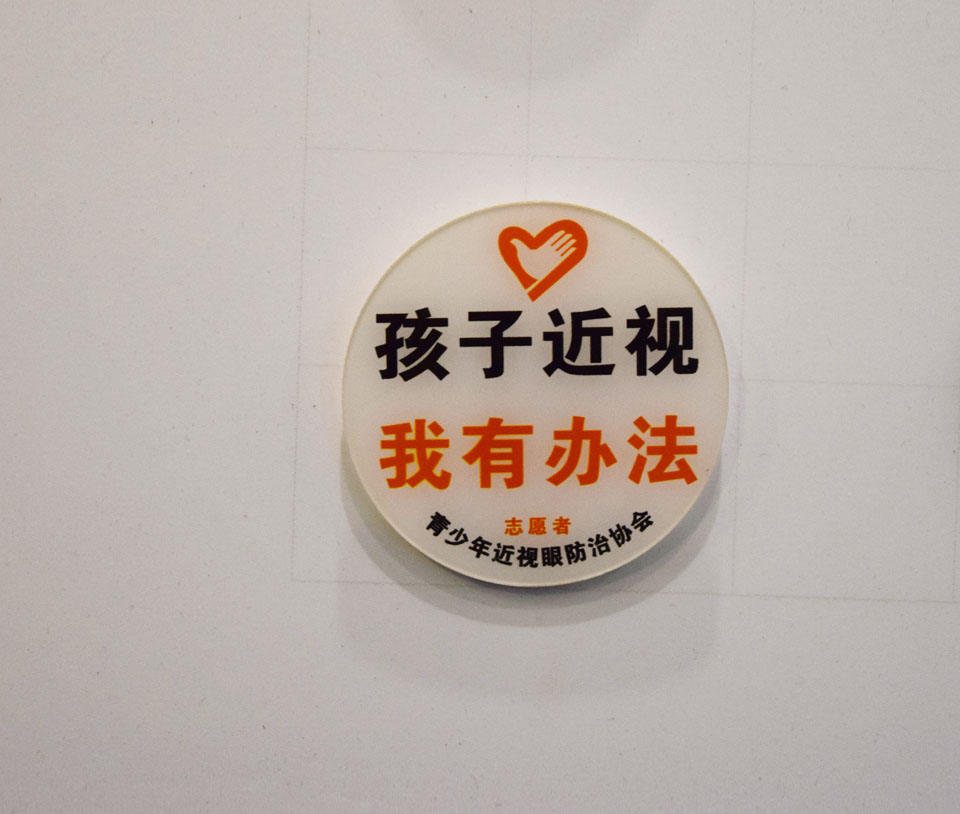 孩子近视
我有办法
志愿者
青少年近视眼防治协会